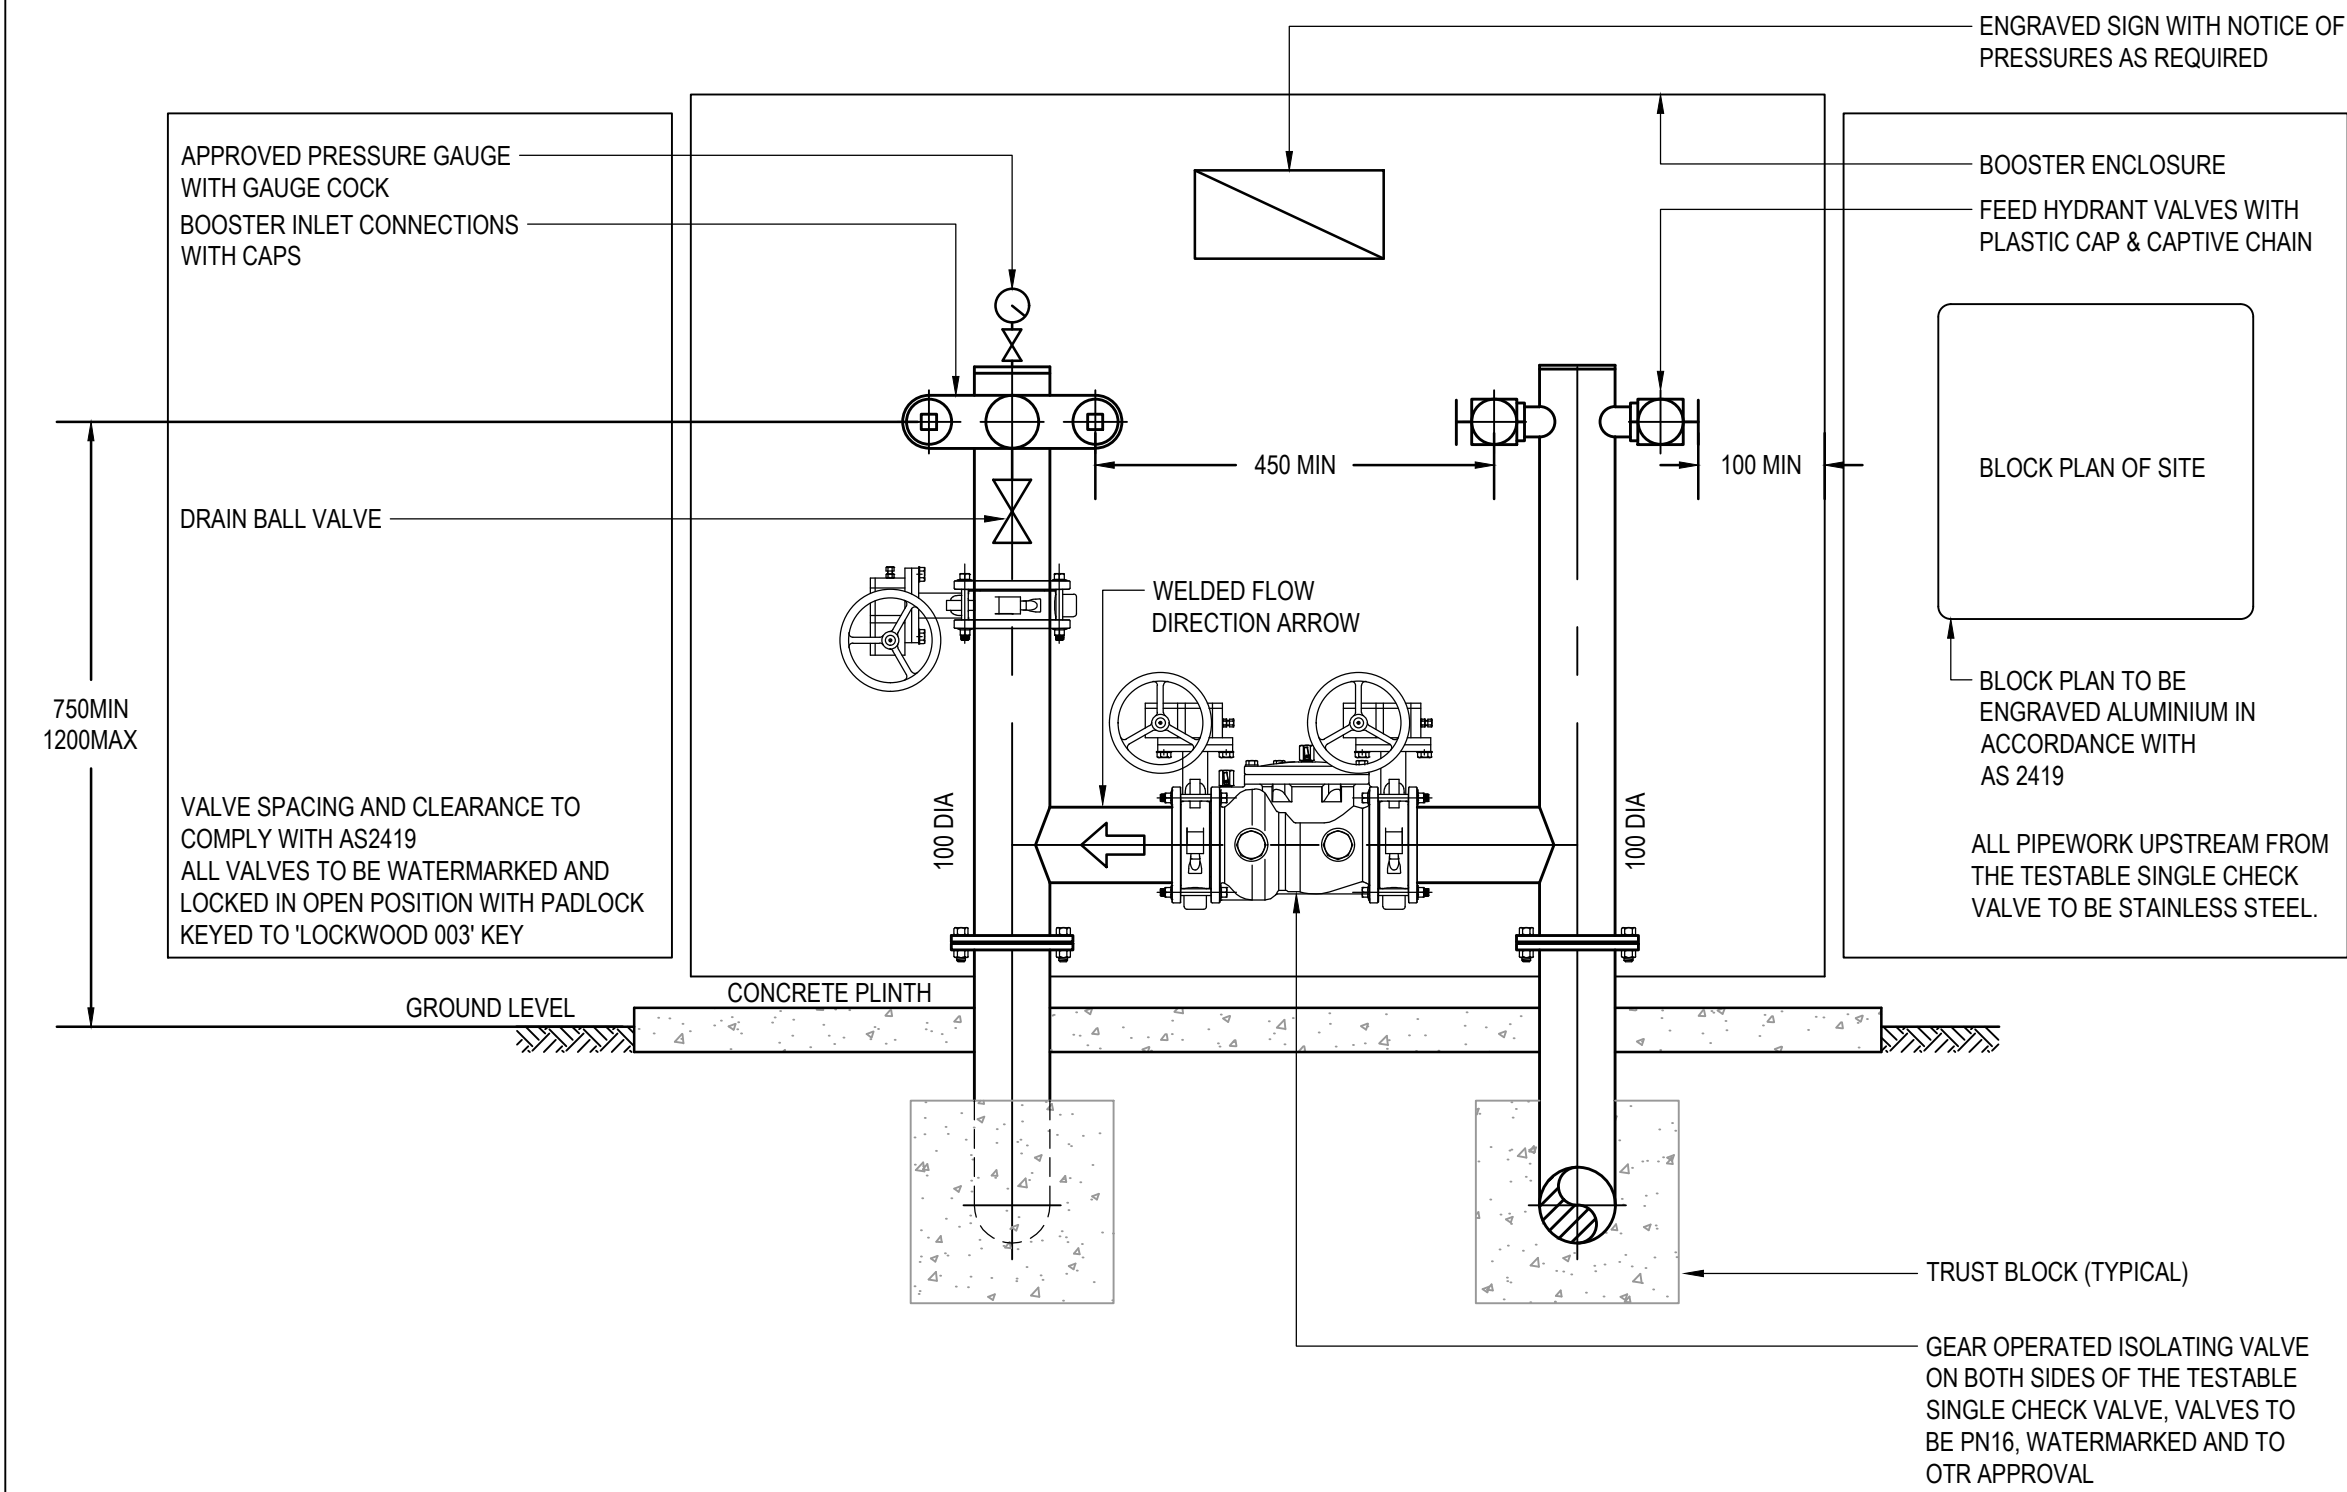 ENGRAVED SIGN WITH NOTICE OF
PRESSURES AS REQUIRED
APPROVED PRESSURE GAUGE
WITH GAUGE COCK
BOOSTER INLET CONNECTIONS
WITH CAPS
DRAIN BALL VALVE
750MIN
1200MAX
VALVE SPACING AND CLEARANCE TO
COMPLY WITH AS2419
ALL VALVES TO BE WATERMARKED AND
LOCKED IN OPEN POSITION WITH PADLOCK
KEYED TO 'LOCKWOOD 003' KEY
GROUND LEVEL
CONCRETE PLINTH
450 MIN
100 MIN
WELDED FLOW
DIRECTION ARROW
100 DIA
100 DIA
BOOSTER ENCLOSURE
FEED HYDRANT VALVES WITH
PLASTIC CAP & CAPTIVE CHAIN
BLOCK PLAN OF SITE
BLOCK PLAN TO BE
ENGRAVED ALUMINIUM IN
ACCORDANCE WITH
AS 2419
ALL PIPEWORK UPSTREAM FROM
THE TESTABLE SINGLE CHECK
VALVE TO BE STAINLESS STEEL.
TRUST BLOCK (TYPICAL)
GEAR OPERATED ISOLATING VALVE
ON BOTH SIDES OF THE TESTABLE
SINGLE CHECK VALVE, VALVES TO
BE PN16, WATERMARKED AND TO
OTR APPROVAL